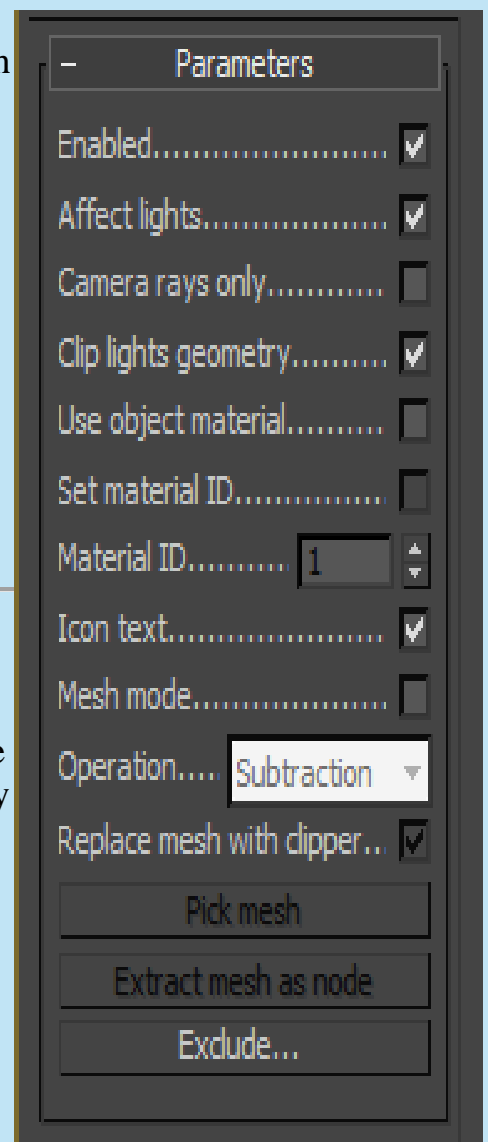 – Parameters
Enabled.......................
Affect lights...................
Camera rays only............
Clip lights geometry..........
Use object material..........
Set material ID................
Material ID........... 1
Icon text......................
Mesh mode....................
Operation..... Subtraction
Replace mesh with clipper...
Pick mesh
Extract mesh as node
Exclude...